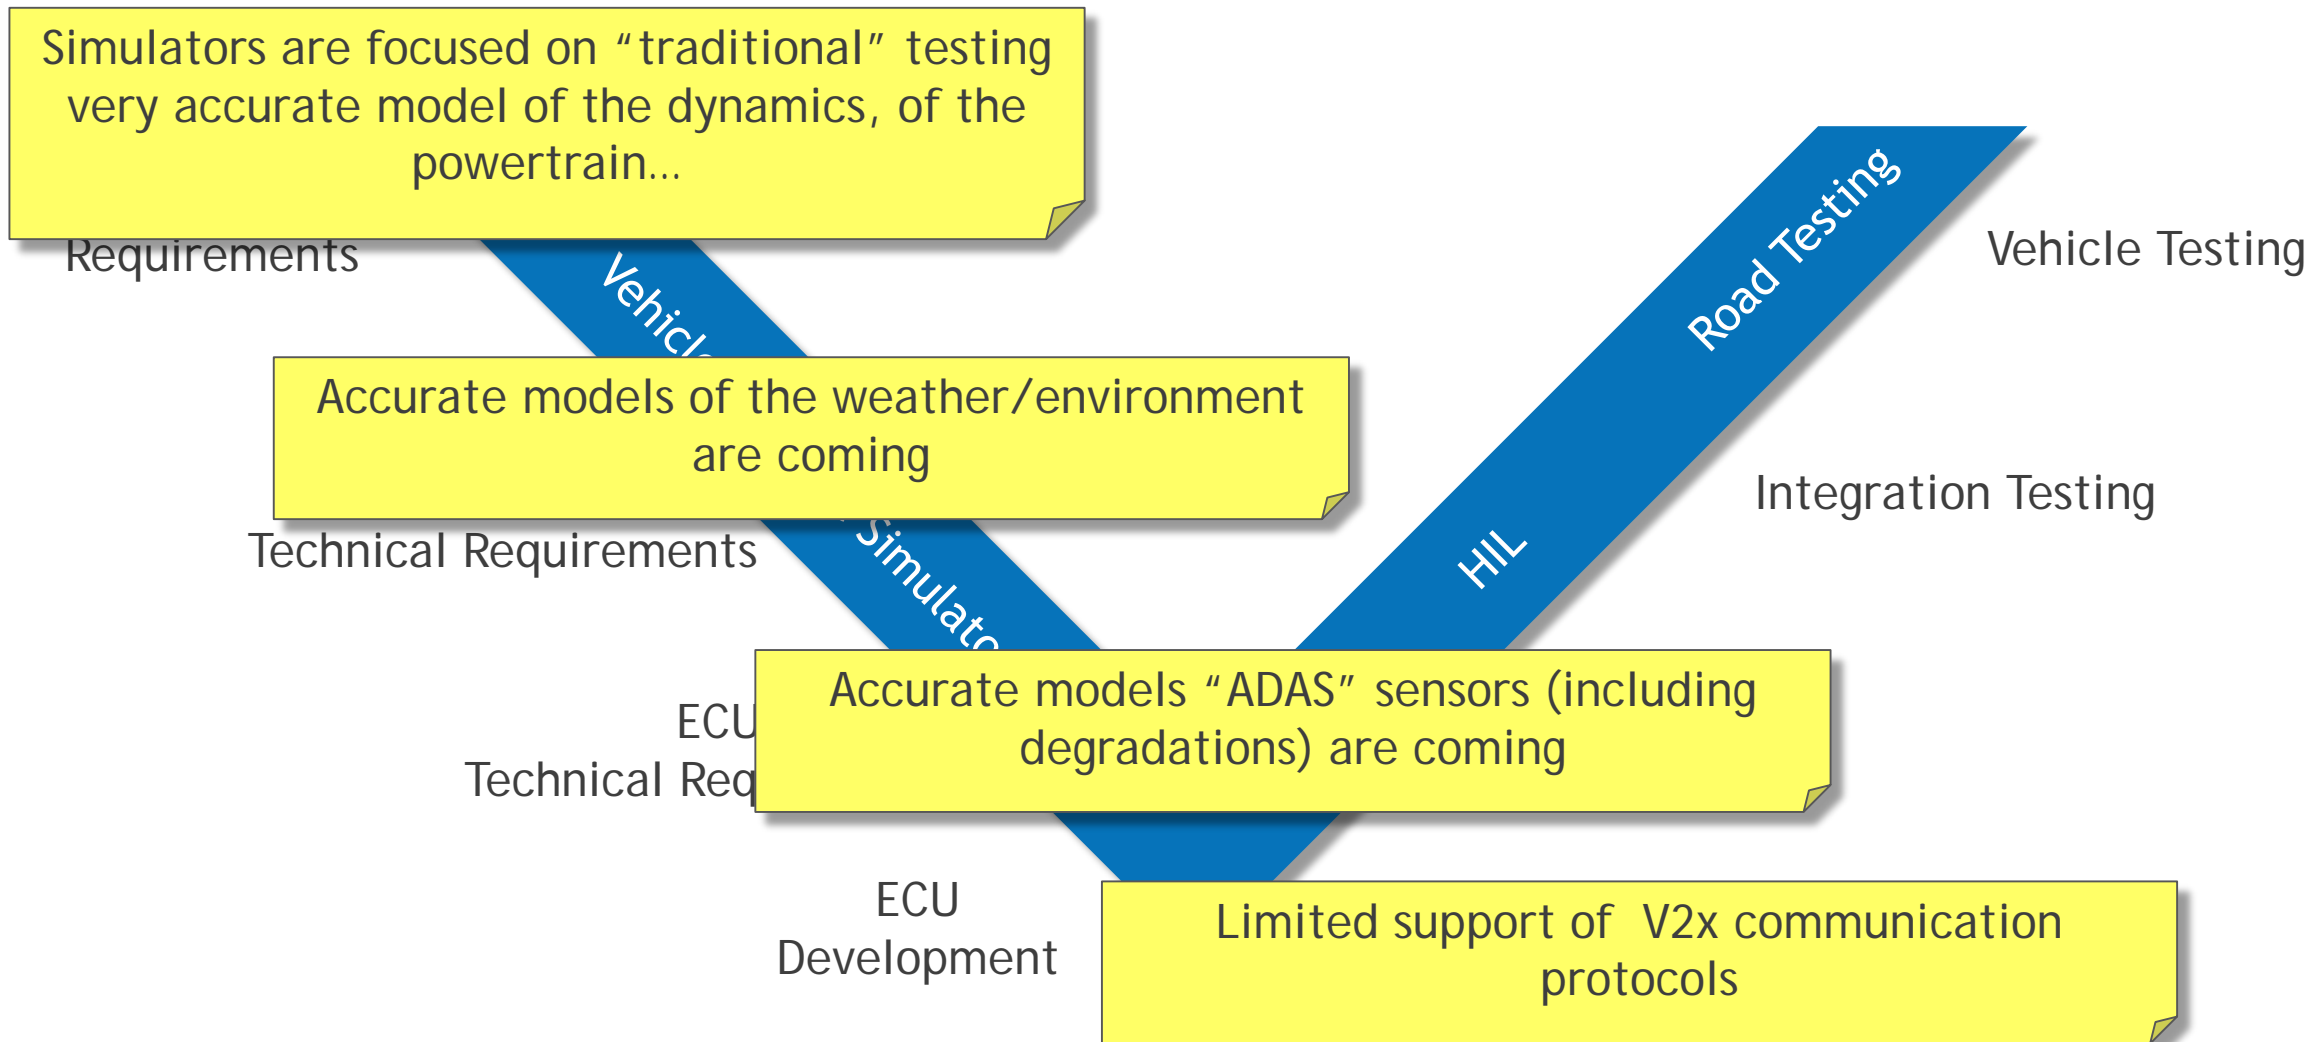 Simulators are focused on “traditional” testing
very accurate model of the dynamics, of the
powertrain...
Requirements
Road Testing
Vehicle Testing
Accurate models of the weather/environment
are coming
Integration Testing
HIL
Technical Requirements
Accurate models “ADAS” sensors (including
degradations) are coming
ECU
Technical
ECU
Development
Limited support of V2x communication
protocols